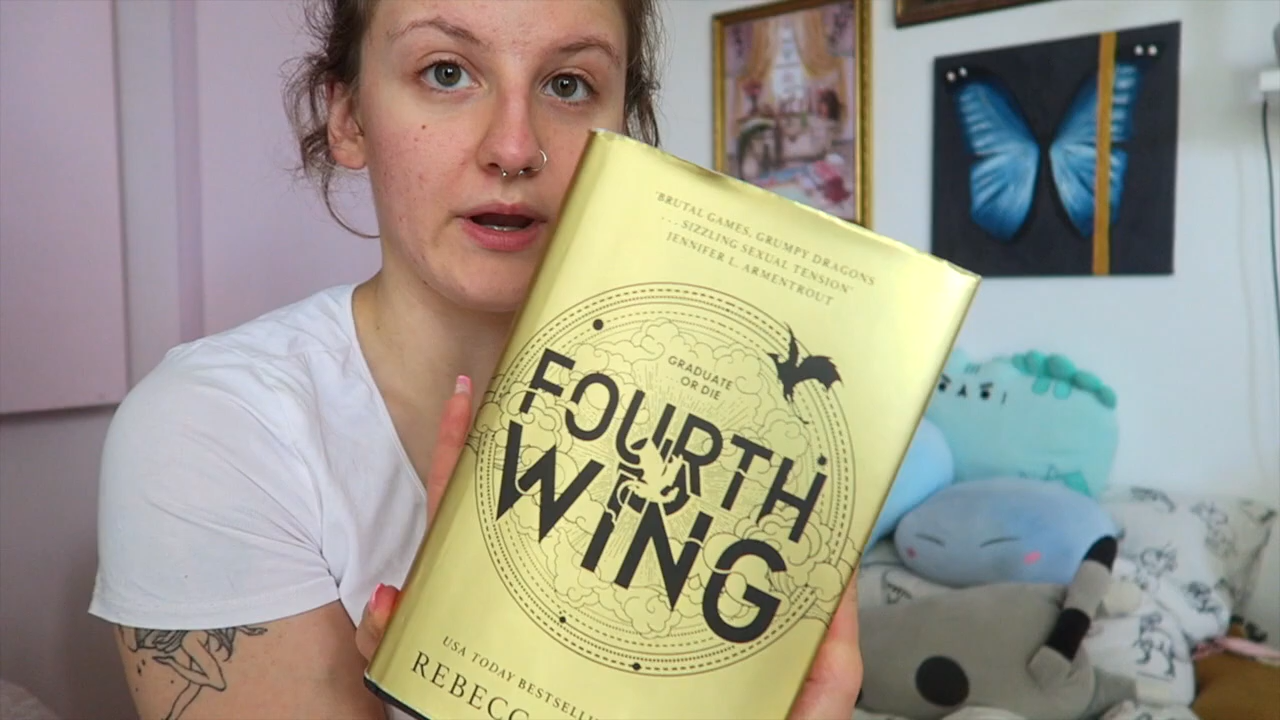 "BRUTAL GAMES, GRUMPY DRAGONS
... SIZZLING SEXUAL TENSION"
JENNIFER L. ARMENTROUT
GRADUATE
OR DIE
FOURTH
WING
USA TODAY BESTSELLI
REBECC